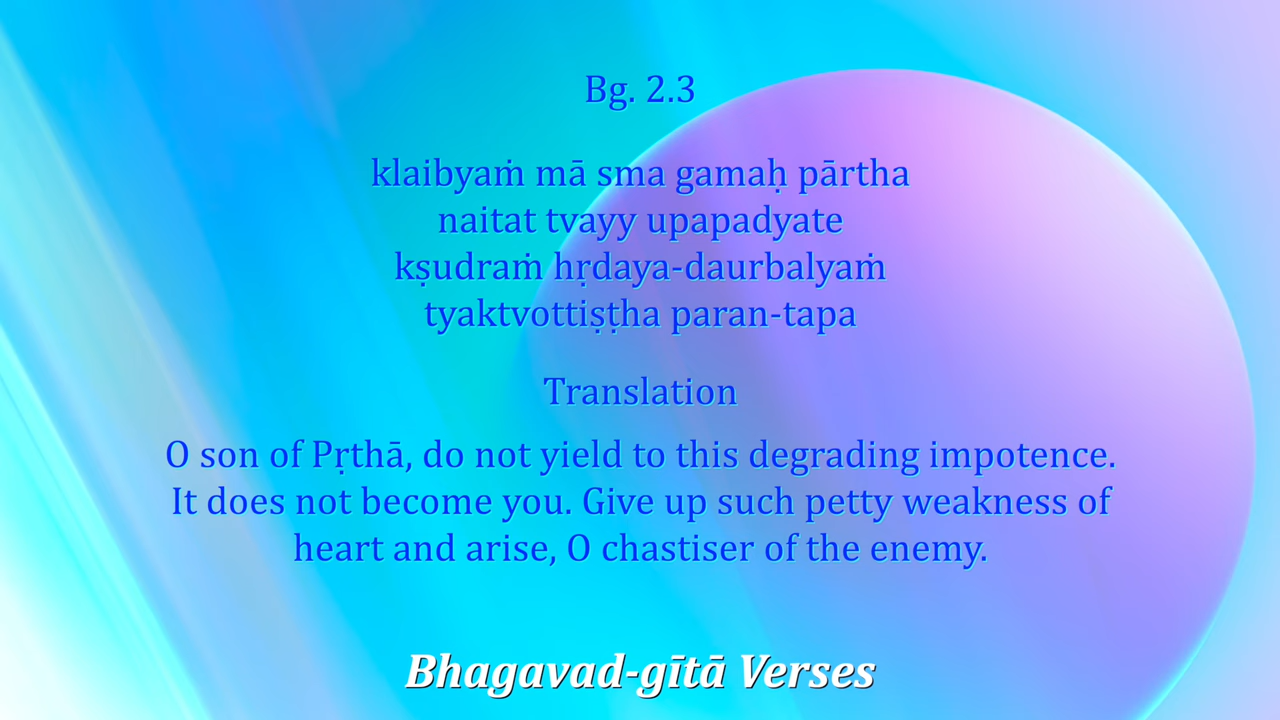 Bg. 2.3
klaibyaṁ mā sma gamaḥ pārtha
naitat tvayy upapadyate
kṣudraṁ hṛdaya-daurbalyaṁ
tyaktvottiṣṭha paran-tapa
Translation
O son of Pṛthā, do not yield to this degrading impotence.
It does not become you. Give up such petty weakness of
heart and arise, O chastiser of the enemy.
Bhagavad-gītā Verses